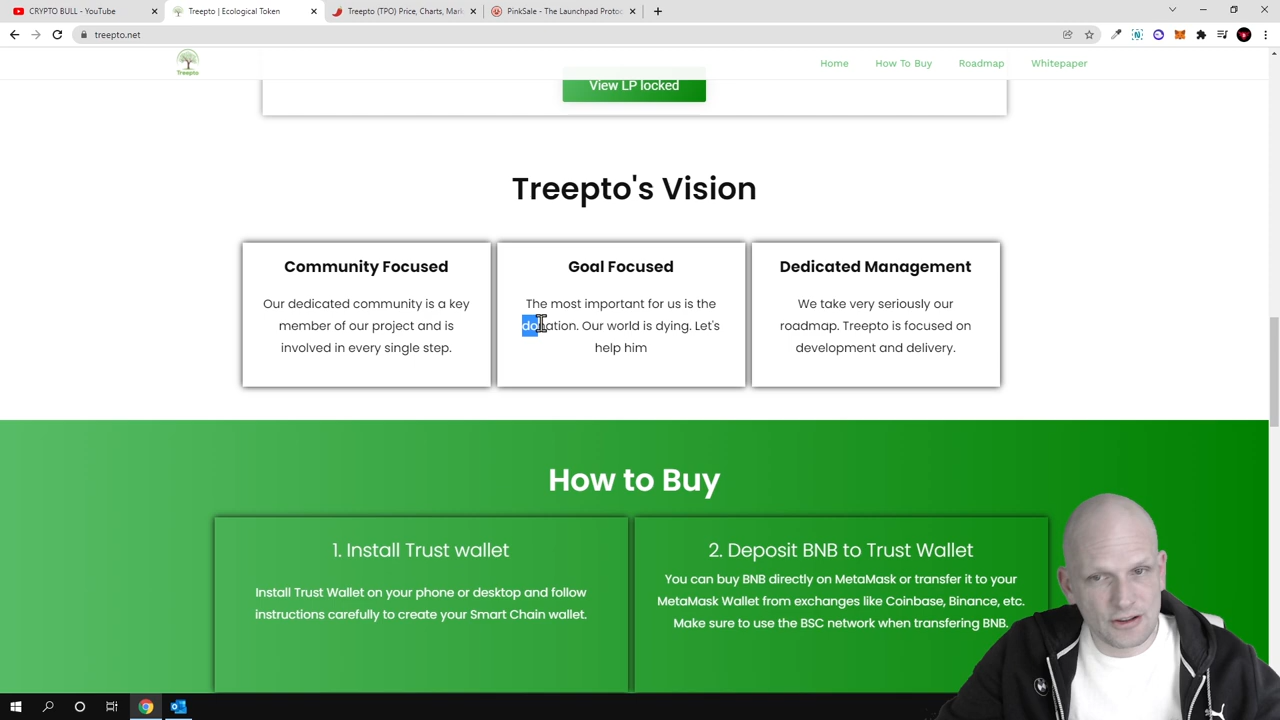 CRYPTO BULL - YouTube
Treepto | Ecological Token
Treepto (TPO) Price, Charts, Mark
PinkSale - The Launchpad Protoc
treepto.net
Treepto
Home
How To Buy
Roadmap
Whitepaper
View LP locked
Treepto's Vision
Community Focused
Our dedicated community is a key
member of our project and is
involved in every single step.
Goal Focused
The most important for us is the
donation. Our world is dying. Let's
help him
Dedicated Management
We take very seriously our
roadmap. Treepto is focused on
development and delivery.
How to Buy
1. Install Trust wallet
Install Trust Wallet on your phone or desktop and follow
instructions carefully to create your Smart Chain wallet.
2. Deposit BNB to Trust Wallet
You can buy BNB directly on MetaMask or transfer it to your
MetaMask Wallet from exchanges like Coinbase, Binance, etc.
Make sure to use the BSC network when transfering BNB.